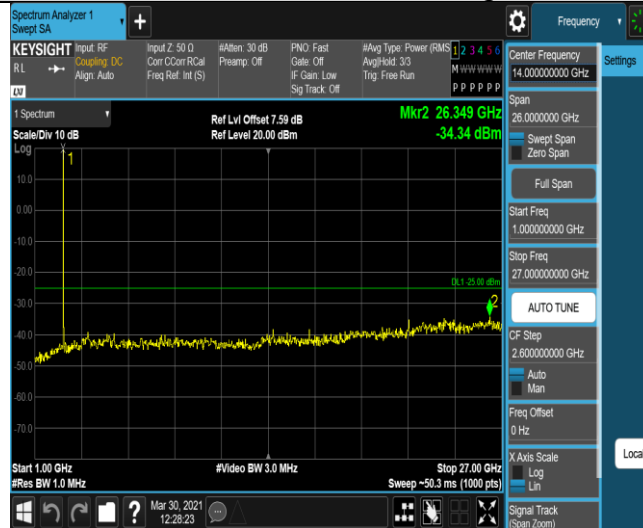 Spectrum Analyzer 1
Swept SA
Frequency
KEYSIGHT
RL
LXI
Input: RF
Coupling: DC
Align: Auto
Input Z: 50 Ω
Corr CCorr RCal
Freq Ref: Int (S)
#Atten: 30 dB
Preamp: Off
PNO: Fast
Gate: Off
IF Gain: Low
Sig Track: Off
#Avg Type: Power (RMS
Avg|Hold: 3/3
Trig: Free Run
1 2 3 4 5 6
M W W W W W
P P P P P P
1 Spectrum
Scale/Div 10 dB
Ref Lvl Offset 7.59 dB
Ref Level 20.00 dBm
Mkr2 26.349 GHz
-34.34 dBm
Log
1
10.0
0.00
-10.0
-20.0
DL1 -25.00 dBm
2
-30.0
-40.0
-50.0
-60.0
-70.0
Start 1.00 GHz
#Res BW 1.0 MHz
#Video BW 3.0 MHz
Stop 27.00 GHz
Sweep ~50.3 ms (1000 pts)
Mar 30, 2021
12:28:23
Center Frequency
14.000000000 GHz
Span
26.0000000 GHz
Swept Span
Zero Span
Full Span
Start Freq
1.000000000 GHz
Stop Freq
27.000000000 GHz
AUTO TUNE
CF Step
2.600000000 GHz
Auto
Man
Freq Offset
0 Hz
X Axis Scale
Log
Lin
Signal Track
(Span Zoom)
Settings
Loca